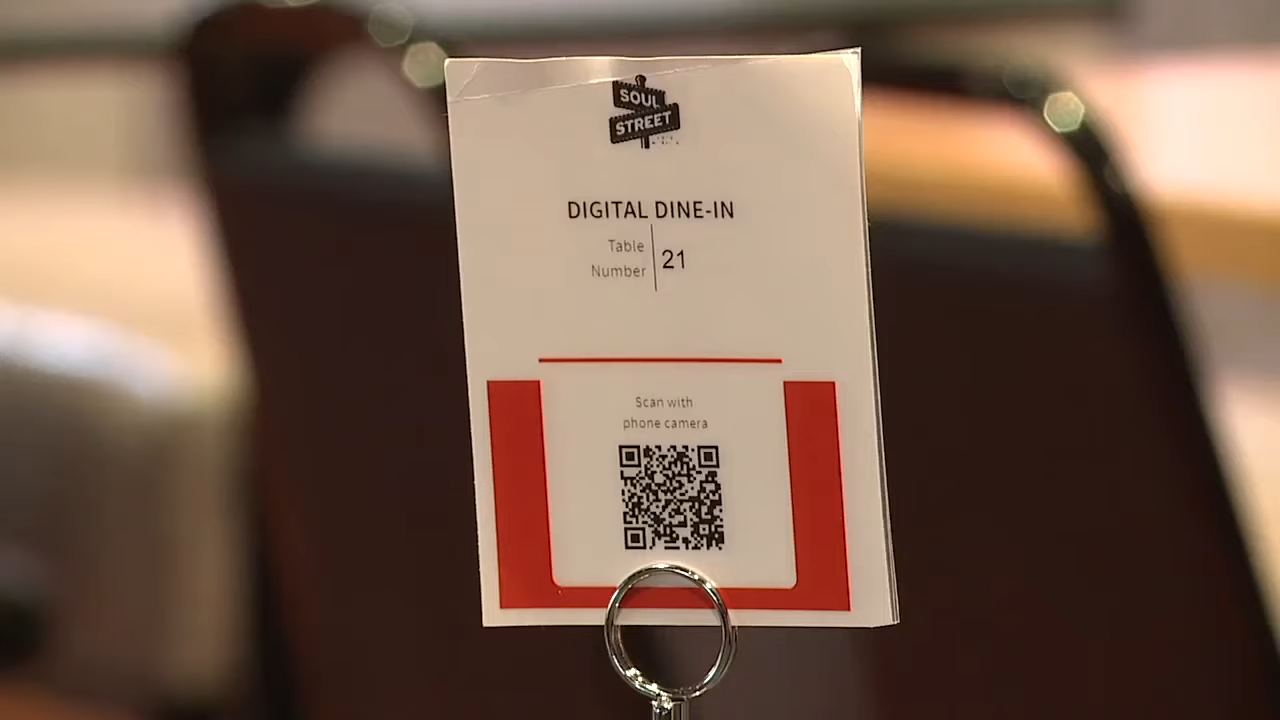 SOUL
STREET
DIGITAL DINE-IN
Table
Number
21
Scan with
phone camera